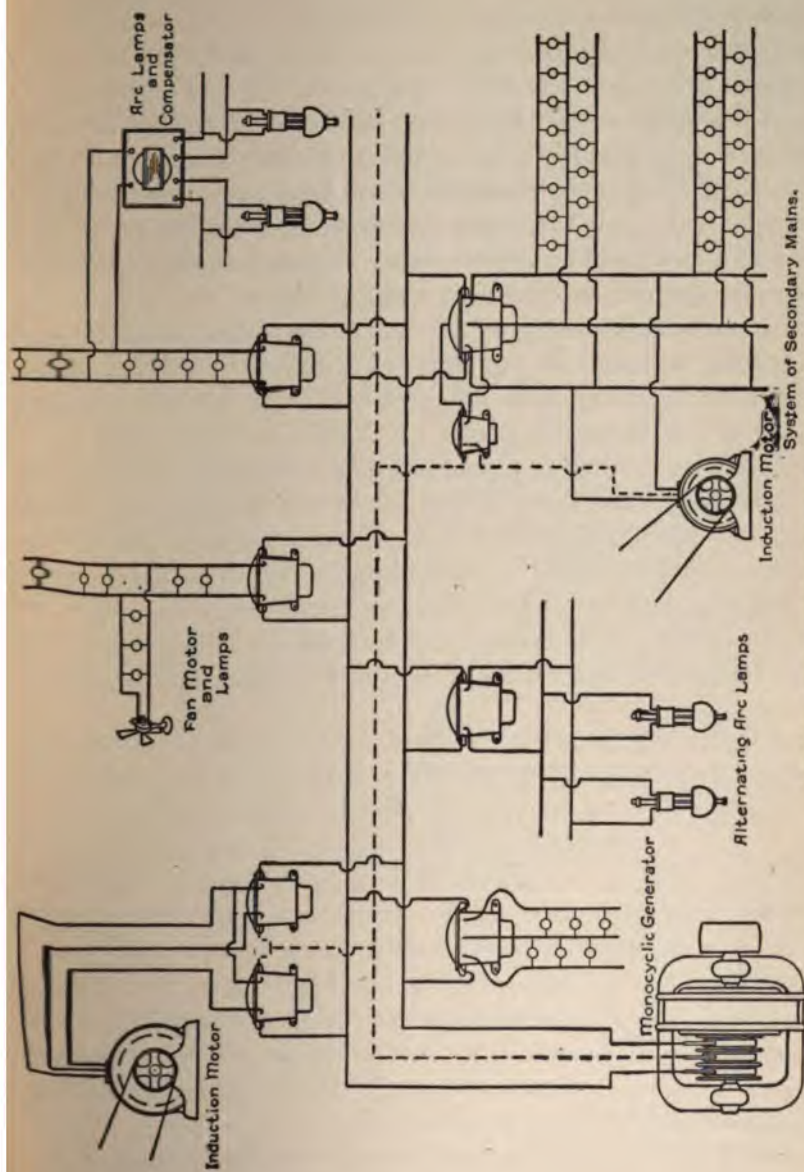 Arc Lamps
and
Compensator
Fan Motor
and
Lamps
Induction Motor
System of Secondary Mains.
Induction Motor
Alternating Arc Lamps
Monocyclic Generator